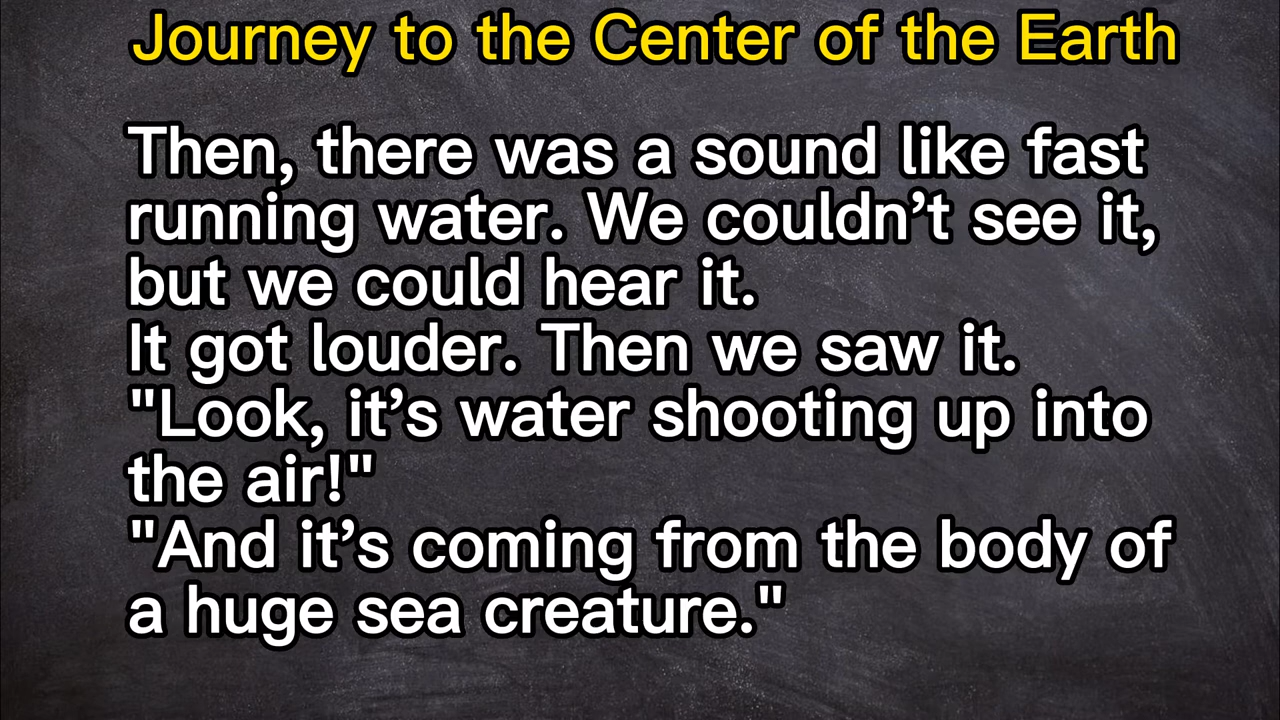 Journey to the Center of the Earth
Then, there was a sound like fast
running water. We couldn’t see it,
but we could hear it.
It got louder. Then we saw it.
"Look, it’s water shooting up into
the air!"
"And it’s coming from the body of
a huge sea creature."